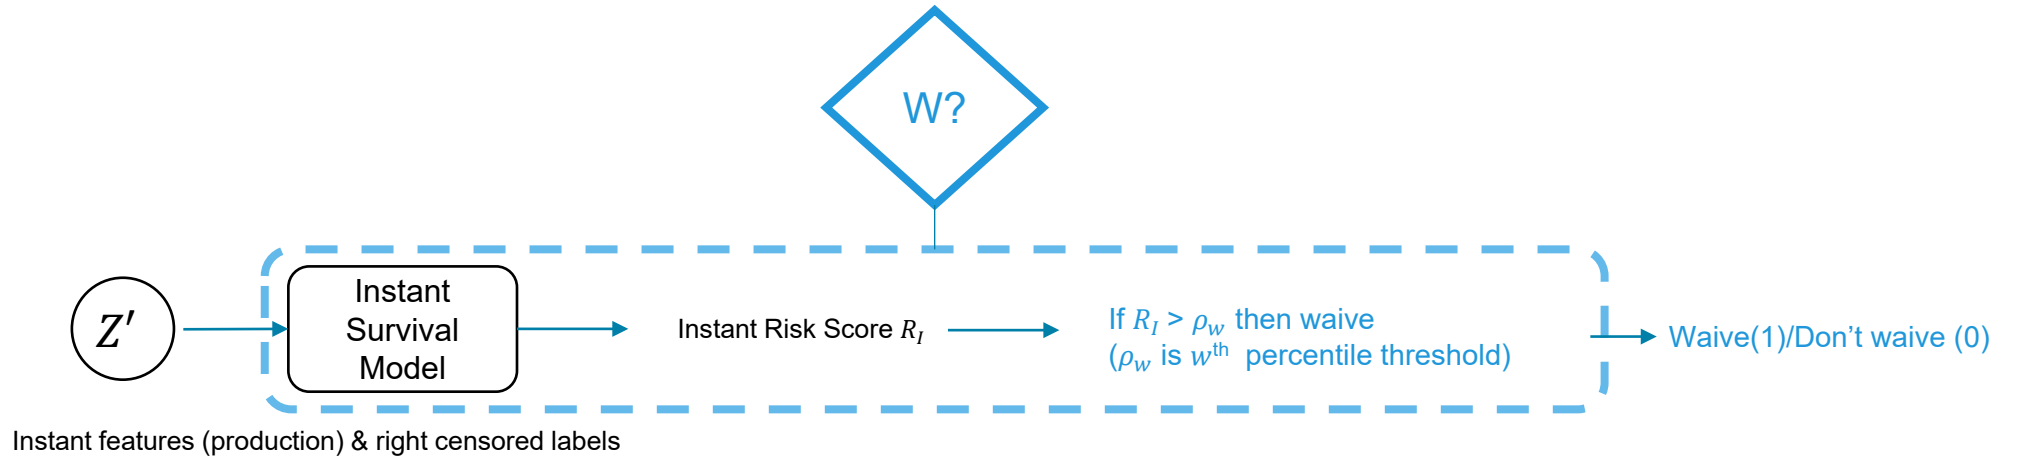 W?
Z′
Instant
Survival
Model
Instant Risk Score R_I
If R_I > ρ_w then waive
(ρ_w is w^th percentile threshold)
Waive(1)/Don’t waive (0)
Instant features (production) & right censored labels